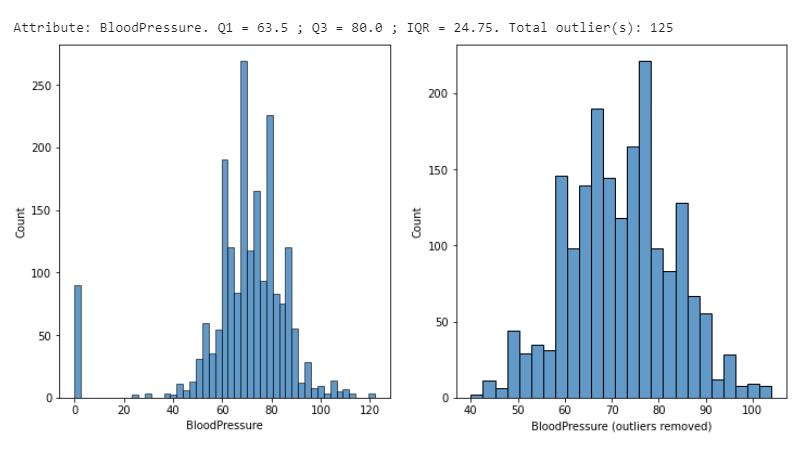 Attribute: BloodPressure. Q1 = 63.5 ; Q3 = 80.0 ; IQR = 24.75. Total outlier(s): 125
250
200
150
100
50
0
Count
0 20 40 60 80 100 120
BloodPressure
200
150
100
50
0
Count
40 50 60 70 80 90 100
BloodPressure (outliers removed)